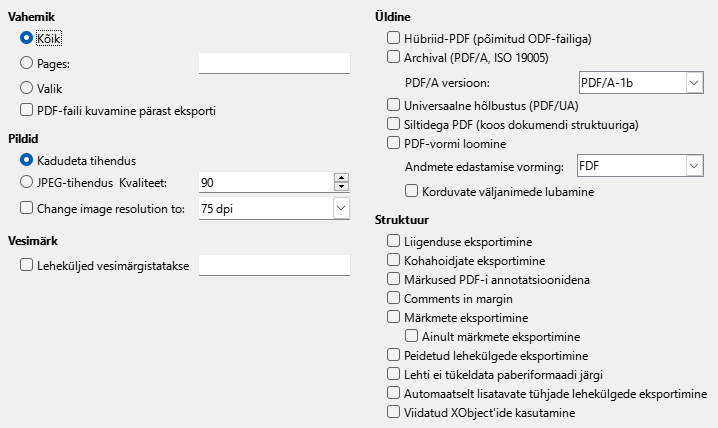 Vahemik
Kõik
Pages:
Valik
PDF-faili kuvamine pärast eksporti
Pildid
Kadudeta tihendus
JPEG-tihendus Kvaliteet: 90
Change image resolution to: 75 dpi
Vesimärk
Leheküljed vesimärgistatakse
Üldine
Hübriid-PDF (põimitud ODF-failiga)
Archival (PDF/A, ISO 19005)
PDF/A versioon: PDF/A-1b
Universaalne hõlbustus (PDF/UA)
Siltidega PDF (koos dokumendi struktuuriga)
PDF-vormi loomine
Andmete edastamise vorming: FDF
Korduvate väljanimede lubamine
Struktuur
Liigenduse eksportimine
Kohahoidjate eksportimine
Märkused PDF-i annotatsioonidena
Comments in margin
Märkmete eksportimine
Ainult märkmete eksportimine
Peidetud lehekülgede eksportimine
Lehti ei tükeldata paberiformaadi järgi
Automaatselt lisatavate tühjade lehekülgede eksportimine
Viidatud XObject'ide kasutamine